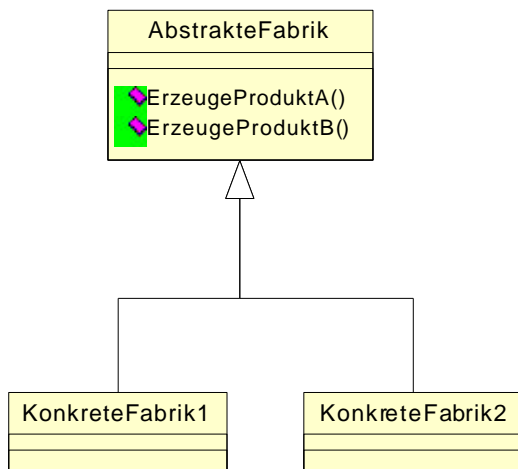 AbstrakteFabrik
ErzeugeProduktA()
ErzeugeProduktB()
KonkreteFabrik1
KonkreteFabrik2